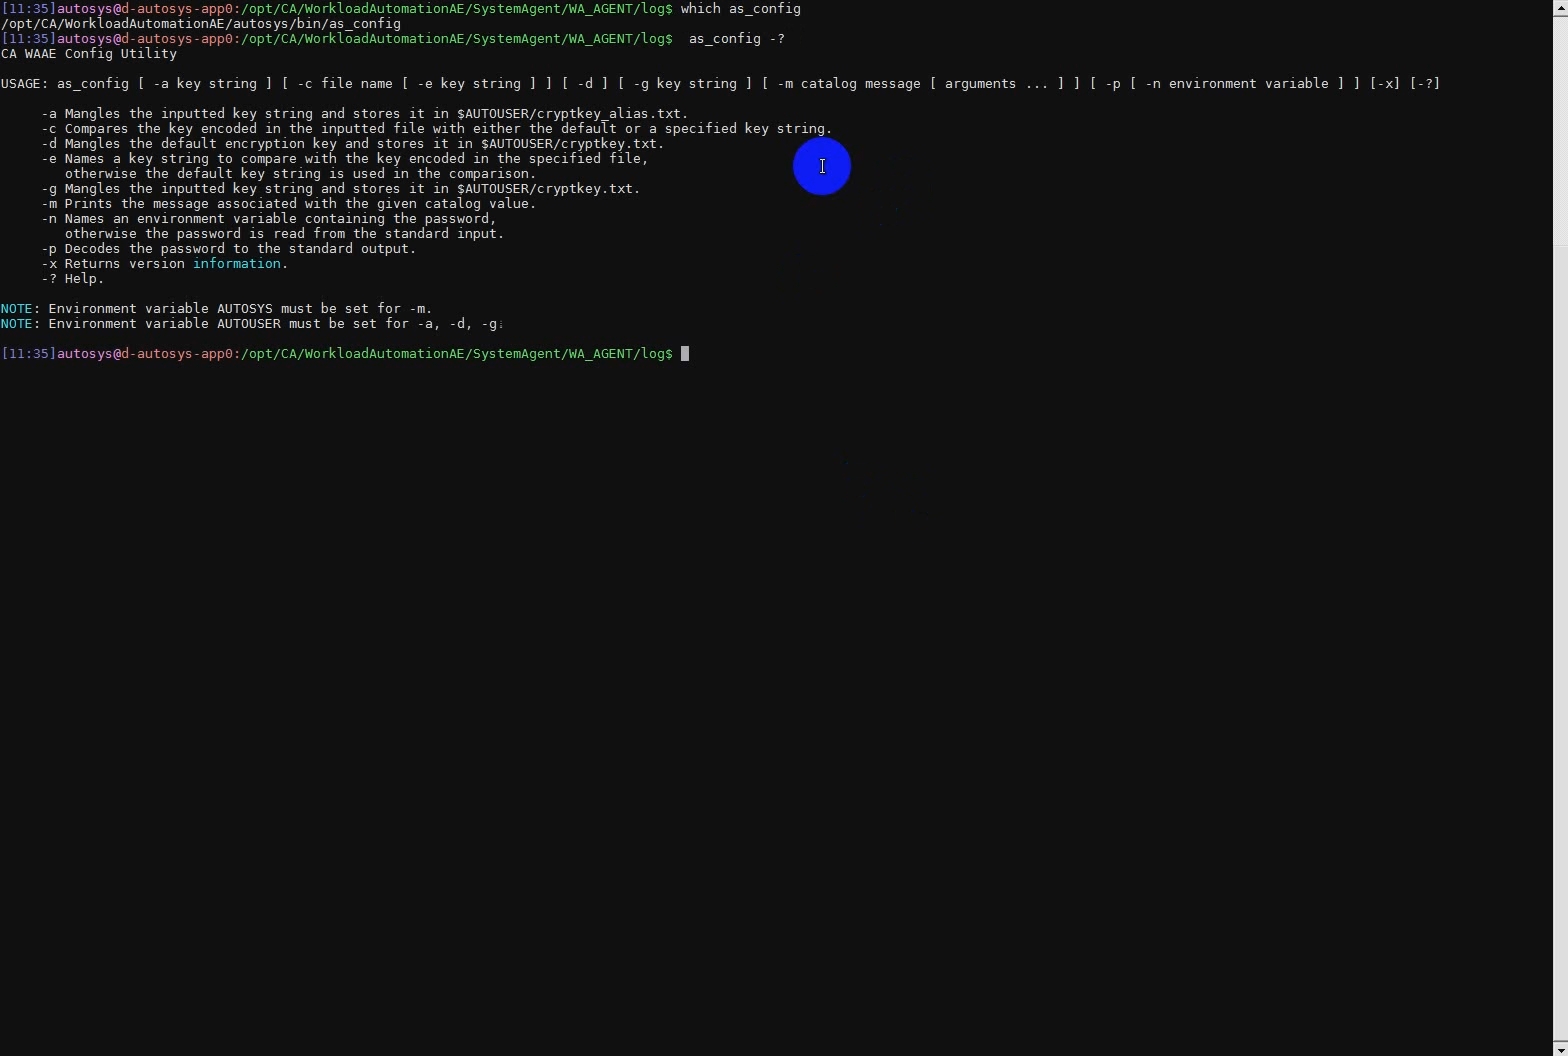 [11:35]autosys@d-autosys-app0:/opt/CA/WorkloadAutomationAE/SystemAgent/WA_AGENT/log$ which as_config
/opt/CA/WorkloadAutomationAE/autosys/bin/as_config
[11:35]autosys@d-autosys-app0:/opt/CA/WorkloadAutomationAE/SystemAgent/WA_AGENT/log$  as_config -?
CA WAAE Config Utility
USAGE: as_config [ -a key string ] [ -c file name [ -e key string ] ] [ -d ] [ -g key string ] [ -m catalog message [ arguments ... ] ] [ -p [ -n environment variable ] ] [-x] [-?]
-a Mangles the inputted key string and stores it in $AUTOUSER/cryptkey_alias.txt.
-c Compares the key encoded in the inputted file with either the default or a specified key string.
-d Mangles the default encryption key and stores it in $AUTOUSER/cryptkey.txt.
-e Names a key string to compare with the key encoded in the specified file,
otherwise the default key string is used in the comparison.
-g Mangles the inputted key string and stores it in $AUTOUSER/cryptkey.txt.
-m Prints the message associated with the given catalog value.
-n Names an environment variable containing the password,
otherwise the password is read from the standard input.
-p Decodes the password to the standard output.
-x Returns version information.
-? Help.
NOTE: Environment variable AUTOSYS must be set for -m.
NOTE: Environment variable AUTOUSER must be set for -a, -d, -g.
[11:35]autosys@d-autosys-app0:/opt/CA/WorkloadAutomationAE/SystemAgent/WA_AGENT/log$